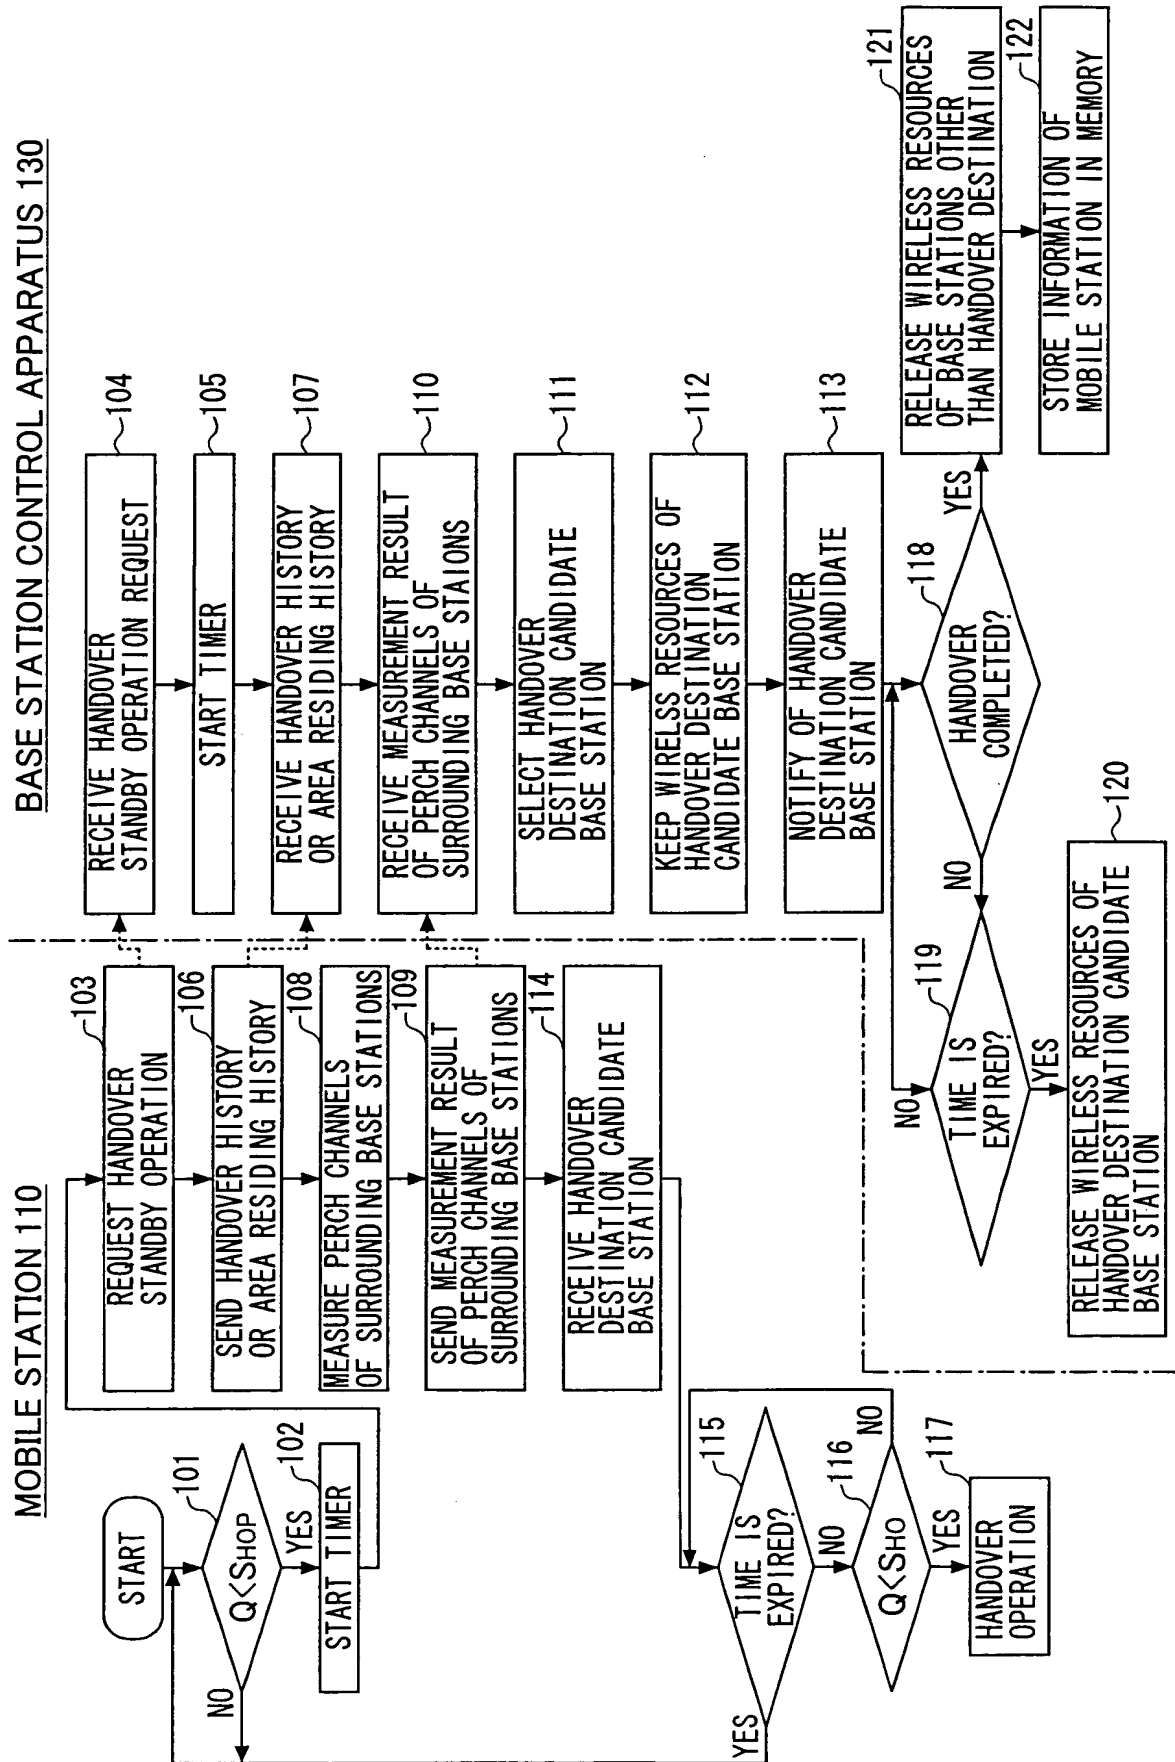 MOBILE STATION 110
START
101
Q<SHOP
NO
YES
102
START TIMER
103
REQUEST HANDOVER
STANDBY OPERATION
106
SEND HANDOVER HISTORY
OR AREA RESIDING HISTORY
108
MEASURE PERCH CHANNELS
OF SURROUNDING BASE STATIONS
109
SEND MEASUREMENT RESULT
OF PERCH CHANNELS OF
SURROUNDING BASE STATIONS
114
RECEIVE HANDOVER
DESTINATION CANDIDATE
BASE STATION
115
TIME IS
EXPIRED?
YES
NO
116
Q<SHO
NO
YES
117
HANDOVER
OPERATION
BASE STATION CONTROL APPARATUS 130
104
RECEIVE HANDOVER
STANDBY OPERATION REQUEST
105
START TIMER
107
RECEIVE HANDOVER HISTORY
OR AREA RESIDING HISTORY
110
RECEIVE MEASUREMENT RESULT
OF PERCH CHANNELS OF
SURROUNDING BASE STAIONS
111
SELECT HANDOVER
DESTINATION CANDIDATE
BASE STATION
112
KEEP WIRELSS RESOURCES OF
HANDOVER DESTINATION
CANDIDATE BASE STATION
113
NOTIFY OF HANDOVER
DESTINATION CANDIDATE
BASE STATION
118
HANDOVER
COMPLETED?
NO
YES
119
TIME IS
EXPIRED?
NO
YES
120
RELEASE WIRELESS RESOURCES OF
HANDOVER DESTINATION CANDIDATE
BASE STATION
121
RELEASE WIRELESS RESOURCES
OF BASE STATIONS OTHER
THAN HANDOVER DESTINATION
122
STORE INFORMATION OF
MOBILE STATION IN MEMORY